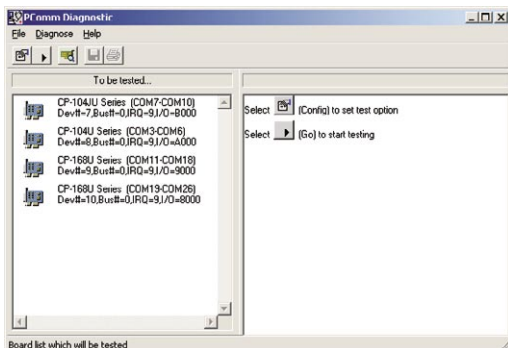 PComm Diagnostic
File Diagnose Help
To be tested...
CP-104JU Series (COM7-COM10)
Dev#=7,Bus#=0,IRQ=9,I/O=B000
CP-104U Series (COM3-COM6)
Dev#=8,Bus#=0,IRQ=9,I/O=A000
CP-168U Series (COM11-COM18)
Dev#=9,Bus#=0,IRQ=9,I/O=9000
CP-168U Series (COM19-COM26)
Dev#=10,Bus#=0,IRQ=9,I/O=8000
Select (Config) to set test option
Select (Go) to start testing
Board list which will be tested